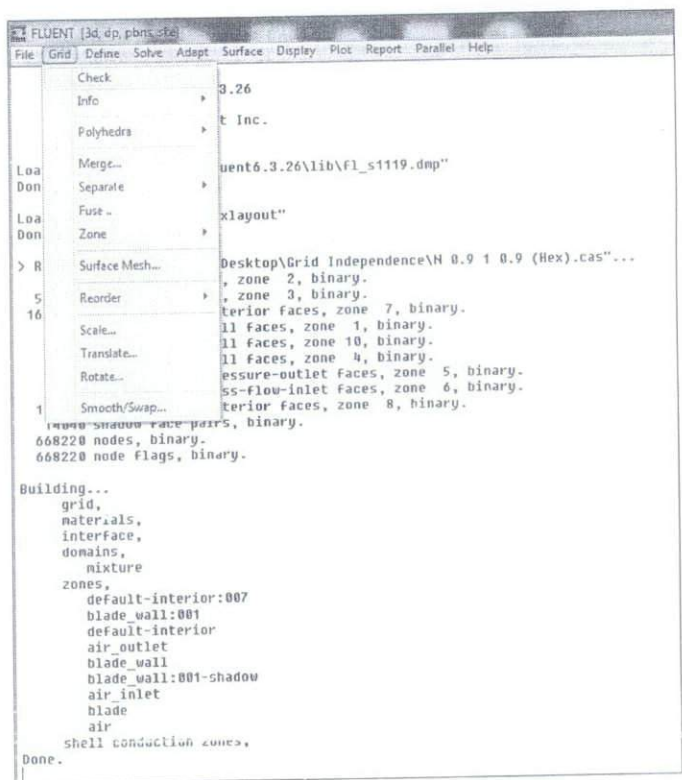 FLUENT [3d, dp, pbns, ske]
File Grid Define Solve Adapt Surface Display Plot Report Parallel Help
Check
Info
Polyhedra
Merge...
Separate
Fuse ..
Zone
Surface Mesh...
Reorder
Scale...
Translate...
Rotate...
Smooth/Swap...
3.26
t Inc.
Loa uent6.3.26\lib\fl_s1119.dmp"
Don
Loa xlayout"
Don
> R Desktop\Grid Independence\N 0.9 1 0.9 (Hex).cas"...
, zone 2, binary.
5 , zone 3, binary.
16 terior faces, zone 7, binary.
ll faces, zone 1, binary.
ll faces, zone 10, binary.
ll faces, zone 4, binary.
essure-outlet faces, zone 5, binary.
ss-flow-inlet faces, zone 6, binary.
1 terior faces, zone 8, binary.
14040 shadow face pairs, binary.
668220 nodes, binary.
668220 node flags, binary.
Building...
grid,
materials,
interface,
domains,
mixture
zones,
default-interior:007
blade_wall:001
default-interior
air_outlet
blade_wall
blade_wall:001-shadow
air_inlet
blade
air
shell conduction zones,
Done.